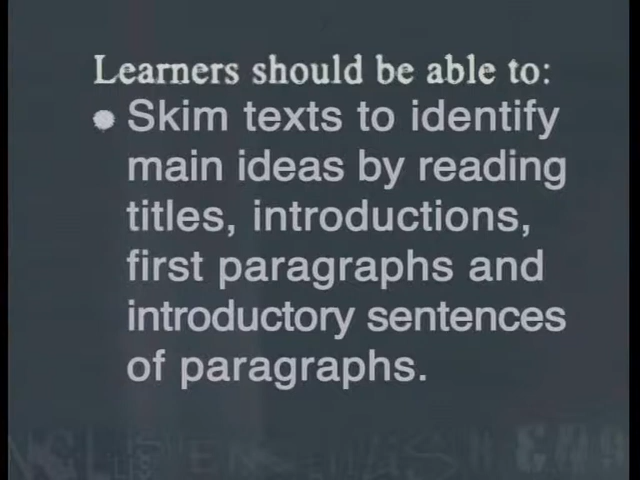 Learners should be able to:
Skim texts to identify
main ideas by reading
titles, introductions,
first paragraphs and
introductory sentences
of paragraphs.